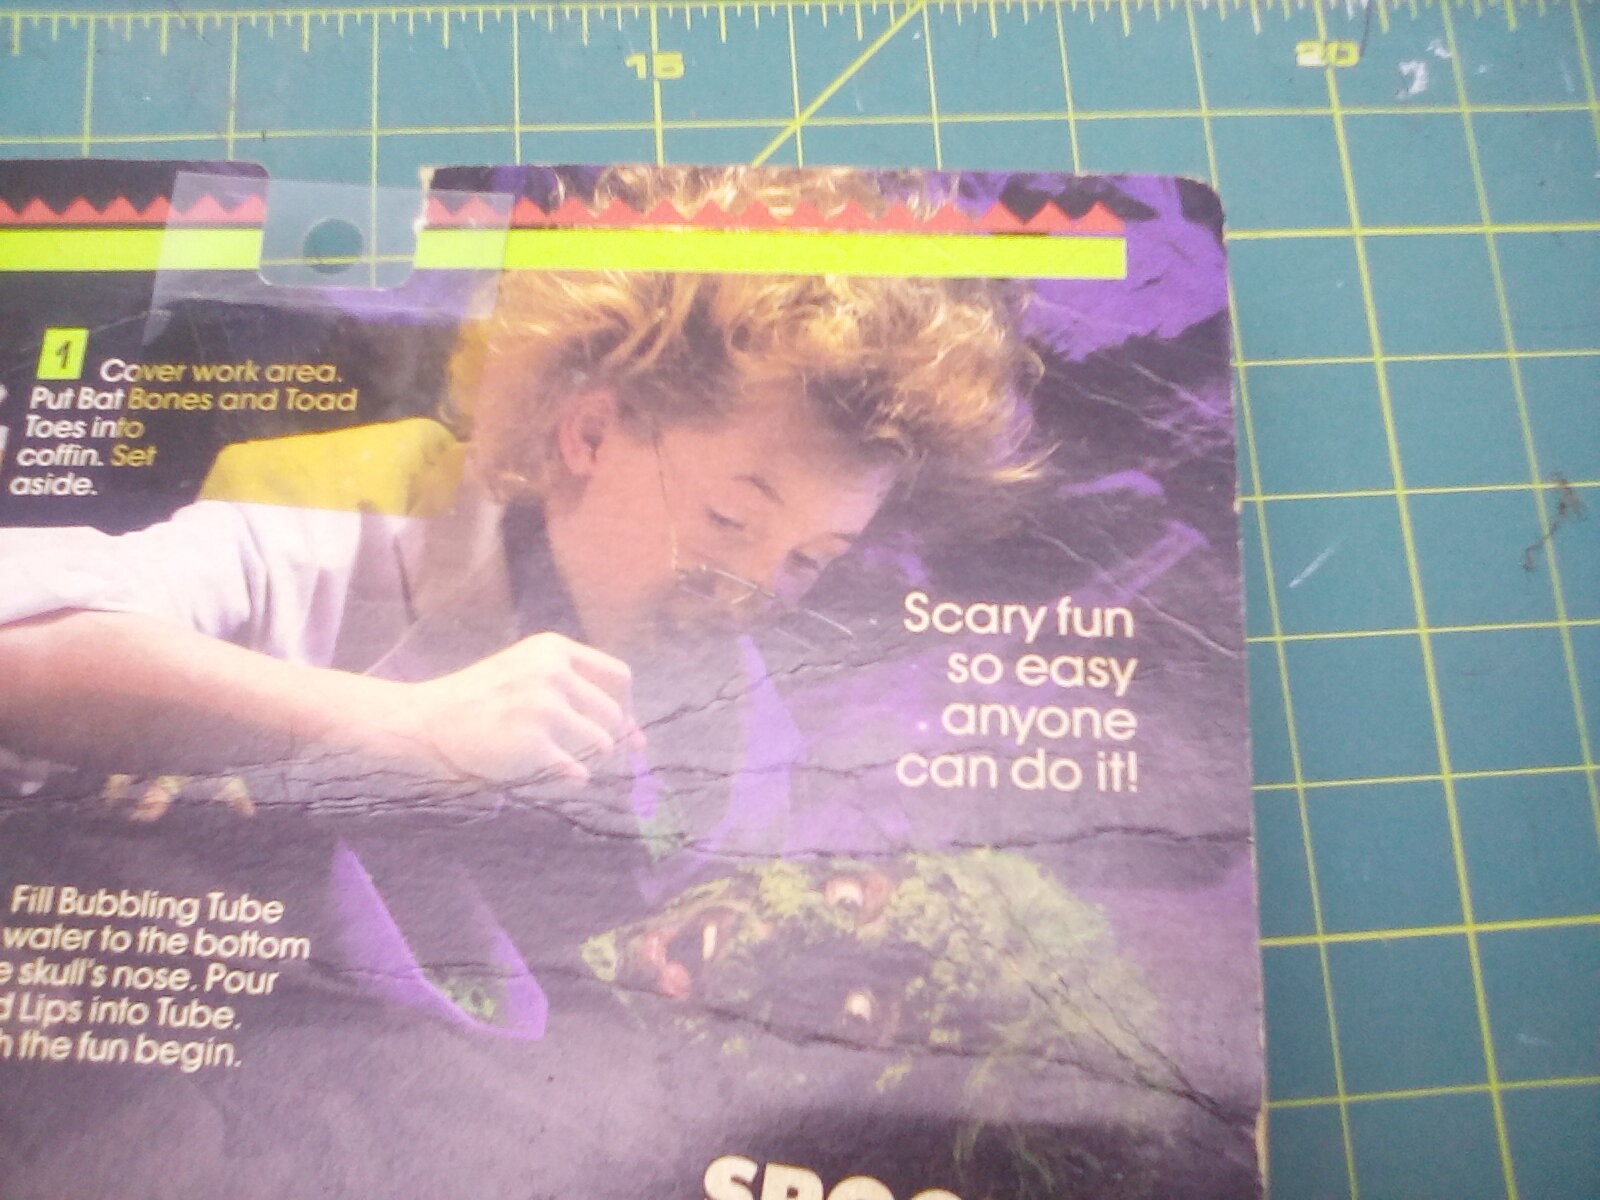 15
20
1
Cover work area.
Put Bat Bones and Toad
Toes into
coffin. Set
aside.
Scary fun
so easy
anyone
can do it!
Fill Bubbling Tube
water to the bottom
skull's nose. Pour
Lips into Tube.
the fun begin.